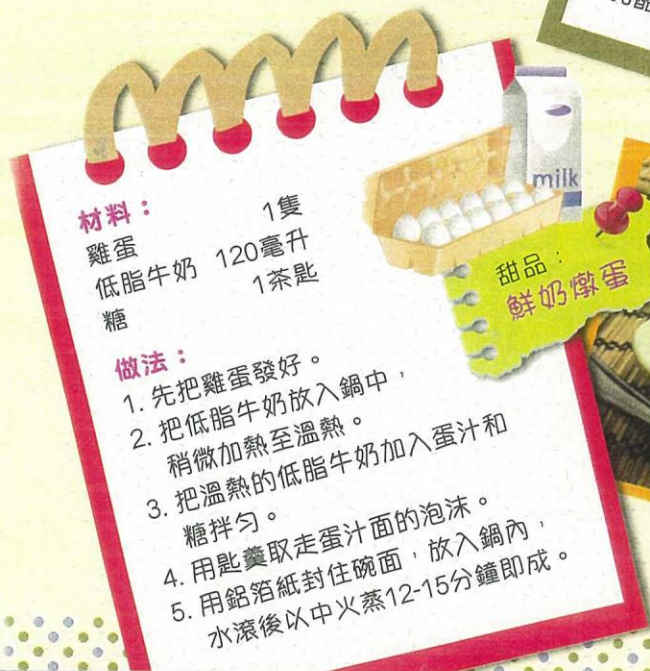 milk
甜品：
鮮奶燉蛋
材料：
雞蛋 1隻
低脂牛奶 120毫升
糖 1茶匙
做法：
1. 先把雞蛋發好。
2. 把低脂牛奶放入鍋中，
稍微加熱至溫熱。
3. 把溫熱的低脂牛奶加入蛋汁和
糖拌勻。
4. 用匙羹取走蛋汁面的泡沫。
5. 用鋁箔紙封住碗面，放入鍋內，
水滾後以中火蒸12-15分鐘即成。